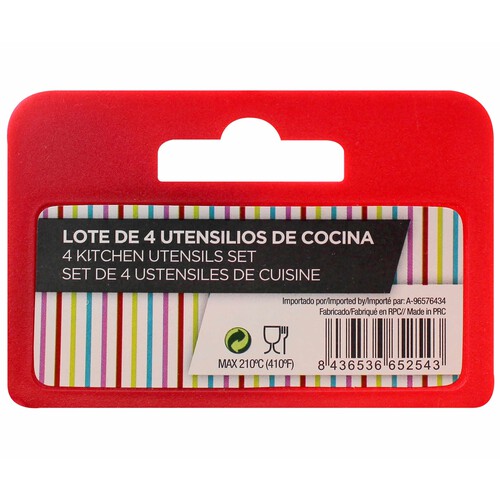 LOTE DE 4 UTENSILIOS DE COCINA
4 KITCHEN UTENSILS SET
SET DE 4 USTENSILES DE CUISINE
Importado por/Imported by/Importé par: A-96576434
Fabricado/Fabriqué en RPC// Made in PRC
MAX 210ºC (410ºF)
8 436536 652543